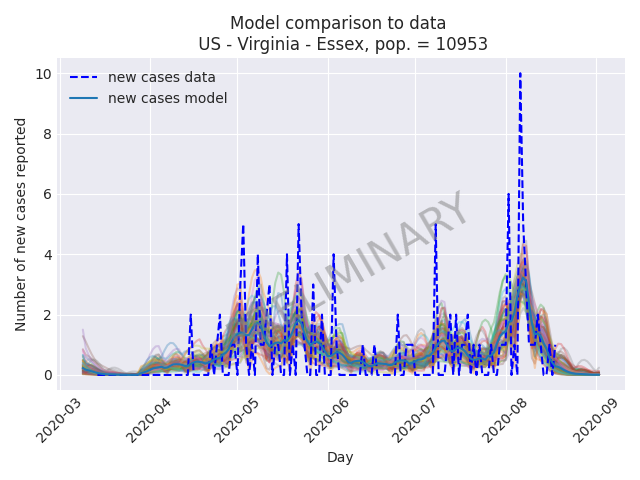 Model comparison to data
US - Virginia - Essex, pop. = 10953
new cases data
new cases model
Number of new cases reported
10
8
6
4
2
0
2020-03
2020-04
2020-05
2020-06
2020-07
2020-08
2020-09
Day